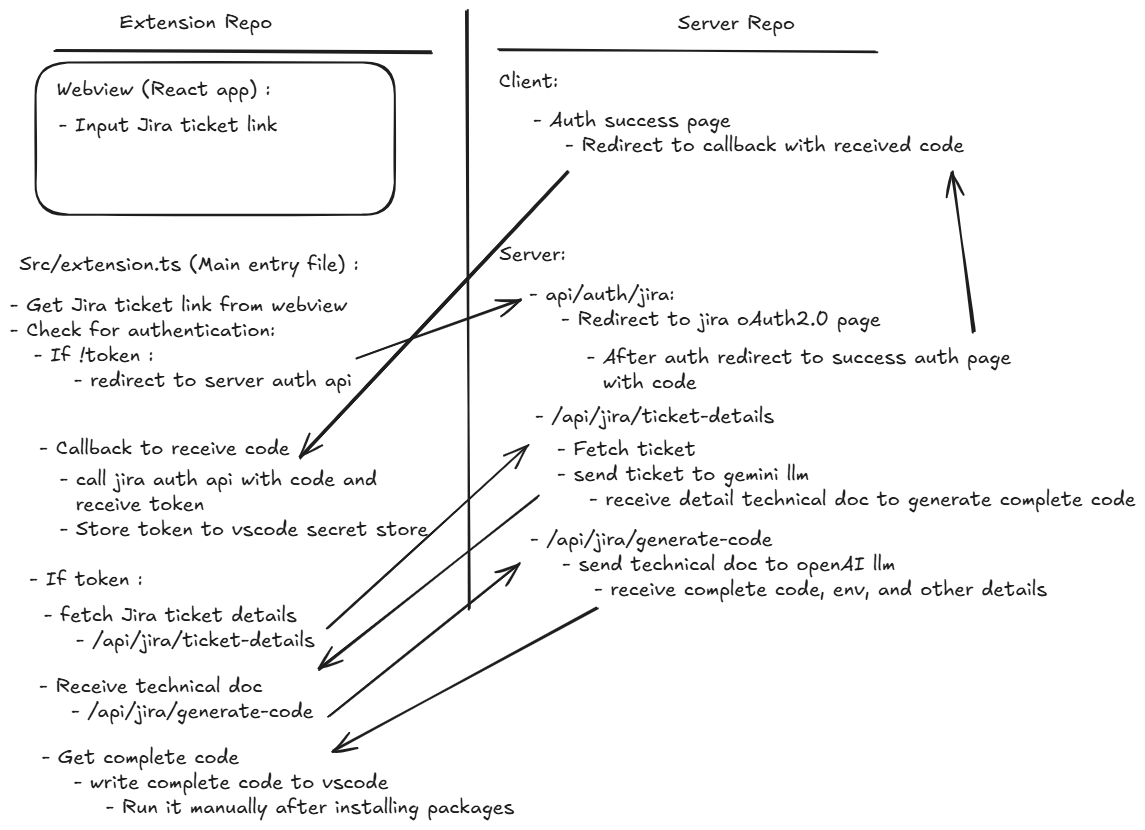 Extension Repo
Webview (React app) :
- Input Jira ticket link
Src/extension.ts (Main entry file) :
- Get Jira ticket link from webview
- Check for authentication:
- If !token :
- redirect to server auth api
- Callback to receive code
- call jira auth api with code and
receive token
- Store token to vscode secret store
- If token :
- fetch Jira ticket details
- /api/jira/ticket-details
- Receive technical doc
- /api/jira/generate-code
- Get complete code
- write complete code to vscode
- Run it manually after installing packages
Server Repo
Client:
- Auth success page
- Redirect to callback with received code
Server:
- api/auth/jira:
- Redirect to jira oAuth2.0 page
- After auth redirect to success auth page
with code
- /api/jira/ticket-details
- Fetch ticket
- send ticket to gemini llm
- receive detail technical doc to generate complete code
- /api/jira/generate-code
- send technical doc to openAI llm
- receive complete code, env, and other details